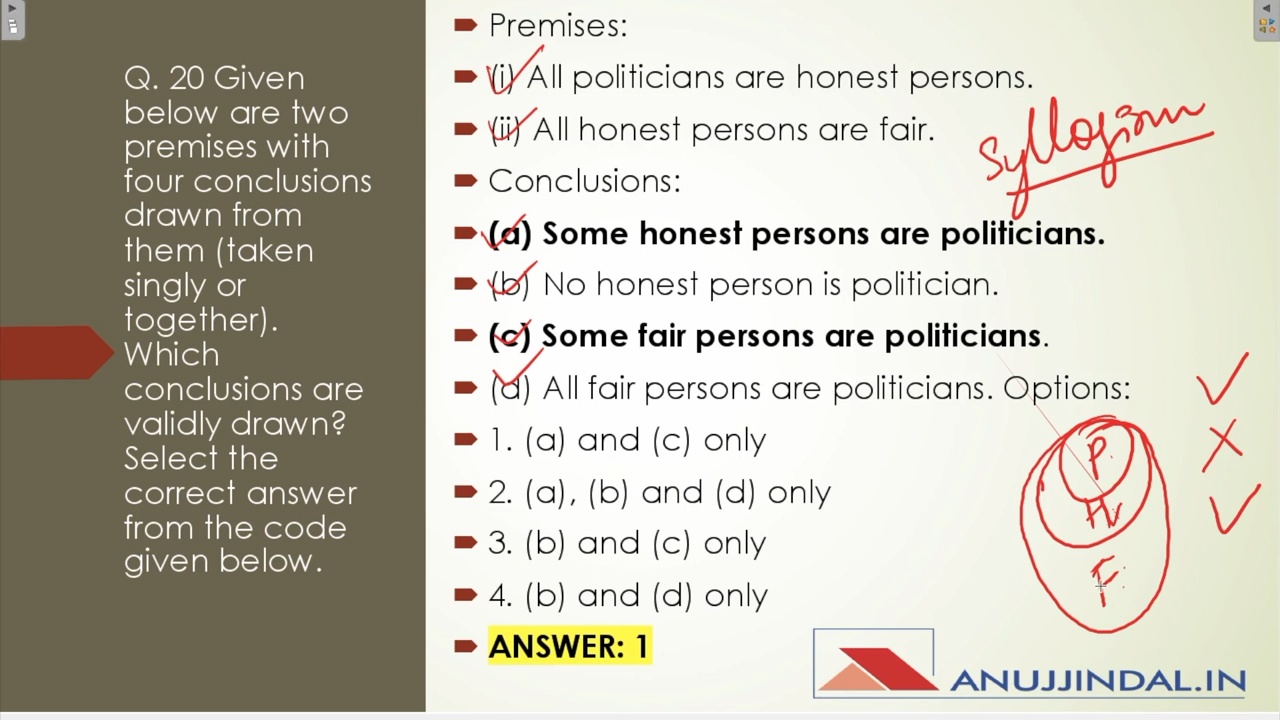 Q. 20 Given
below are two
premises with
four conclusions
drawn from
them (taken
singly or
together).
Which
conclusions are
validly drawn?
Select the
correct answer
from the code
given below.
Premises:
(i) All politicians are honest persons.
(ii) All honest persons are fair.
Syllogism
Conclusions:
(a) Some honest persons are politicians.
(b) No honest person is politician.
(c) Some fair persons are politicians.
(d) All fair persons are politicians. Options:
1. (a) and (c) only
2. (a), (b) and (d) only
3. (b) and (c) only
4. (b) and (d) only
ANSWER: 1
P
H
F
ANUJJINDAL.IN